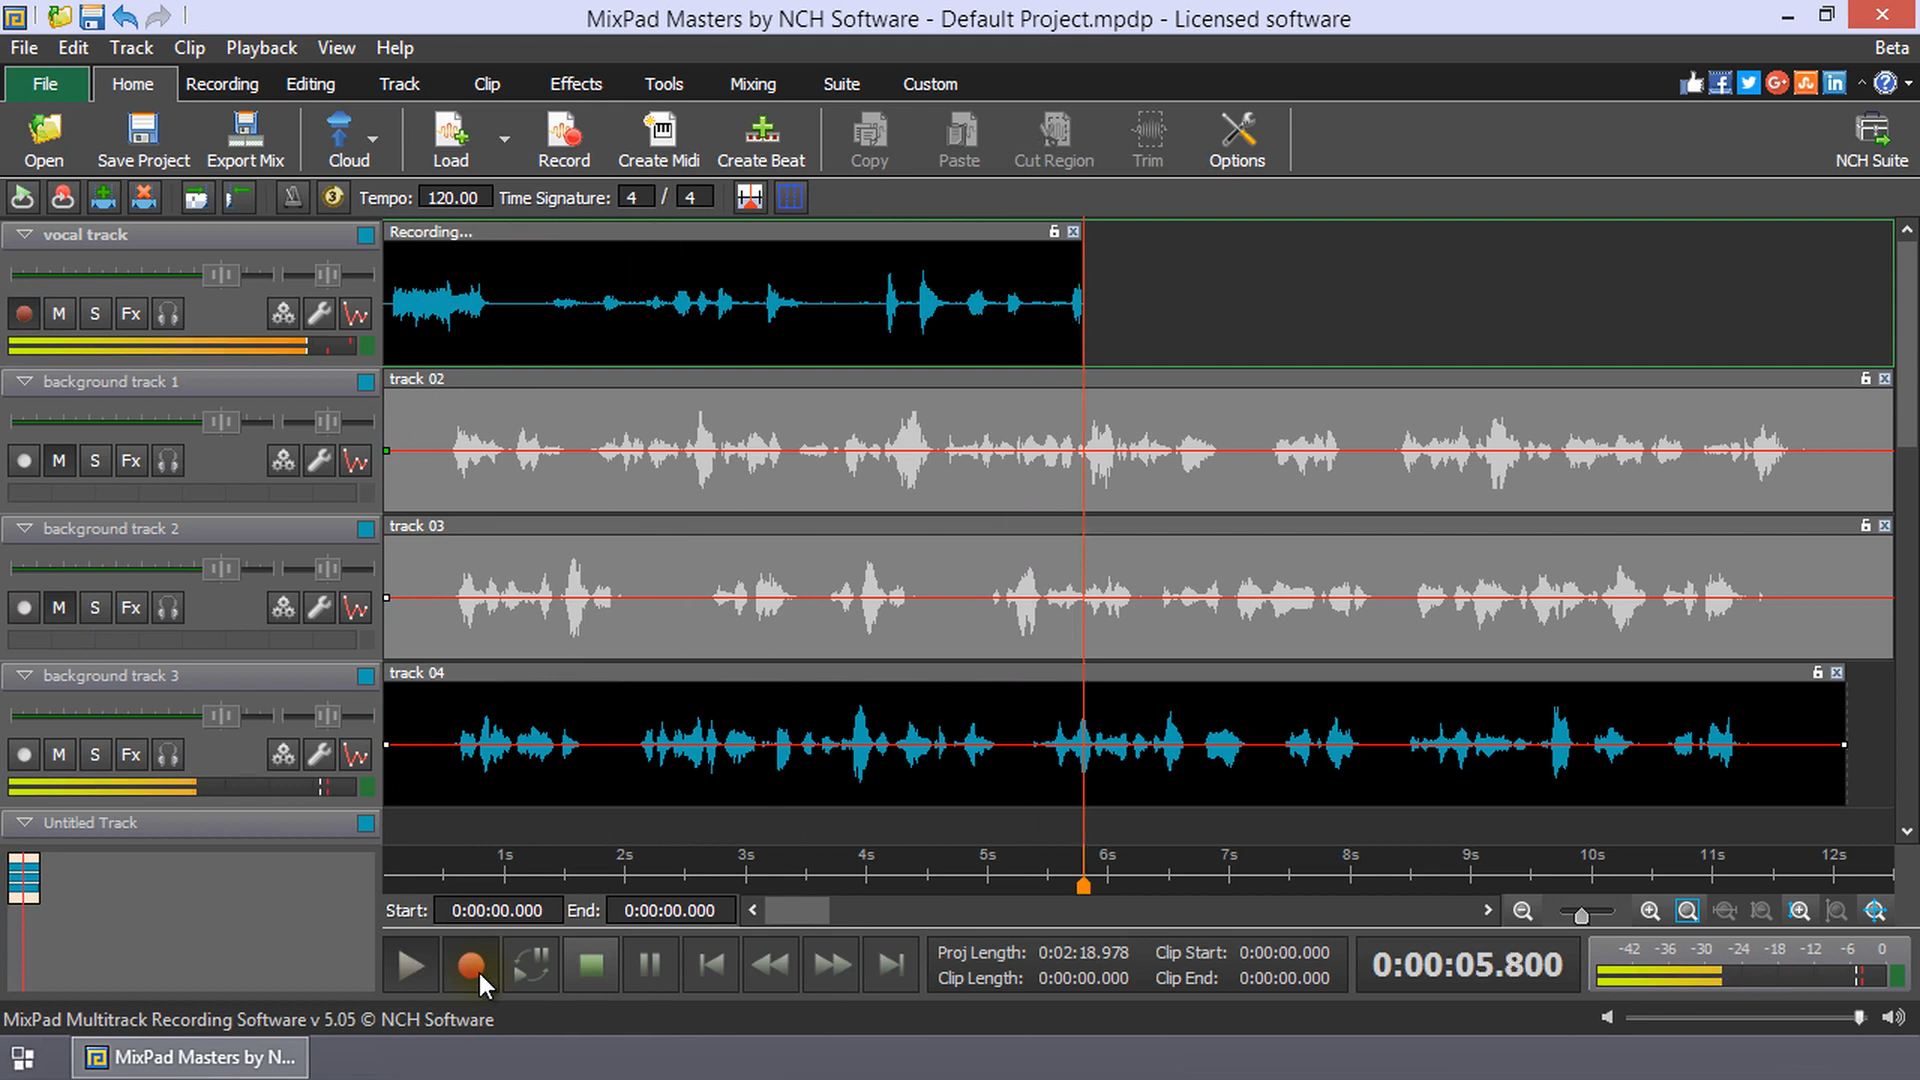 MixPad Masters by NCH Software - Default Project.mpdp - Licensed software
File Edit Track Clip Playback View Help Beta
File Home Recording Editing Track Clip Effects Tools Mixing Suite Custom
Open Save Project Export Mix Cloud Load Record Create Midi Create Beat Copy Paste Cut Region Trim Options NCH Suite
Tempo: 120.00 Time Signature: 4 / 4
vocal track
Recording...
M S Fx
background track 1
track 02
M S Fx
background track 2
track 03
M S Fx
background track 3
track 04
M S Fx
Untitled Track
1s 2s 3s 4s 5s 6s 7s 8s 9s 10s 11s 12s
Start: 0:00:00.000 End: 0:00:00.000
Proj Length: 0:02:18.978 Clip Start: 0:00:00.000
Clip Length: 0:00:00.000 Clip End: 0:00:00.000
0:00:05.800
-42 -36 -30 -24 -18 -12 -6 0
MixPad Multitrack Recording Software v 5.05 © NCH Software
MixPad Masters by N...